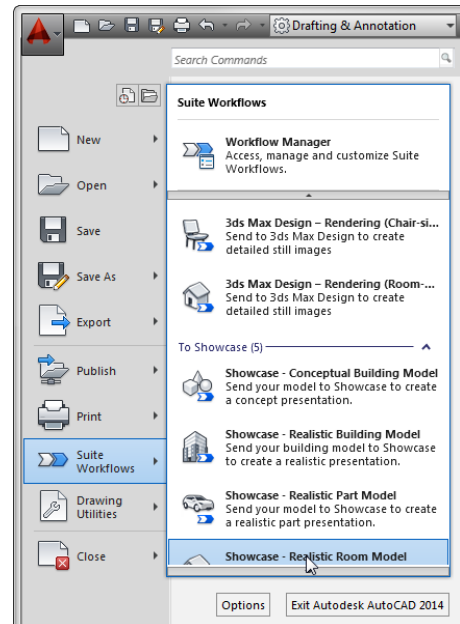 Drafting & Annotation
Search Commands
New
Open
Save
Save As
Export
Publish
Print
Suite
Workflows
Drawing
Utilities
Close
Suite Workflows
Workflow Manager
Access, manage and customize Suite
Workflows.
3ds Max Design – Rendering (Chair-si...
Send to 3ds Max Design to create
detailed still images
3ds Max Design – Rendering (Room-...
Send to 3ds Max Design to create
detailed still images
To Showcase (5)
Showcase - Conceptual Building Model
Send your model to Showcase to create
a concept presentation.
Showcase - Realistic Building Model
Send your building model to Showcase
to create a realistic presentation.
Showcase - Realistic Part Model
Send your model to Showcase to create
a realistic part presentation.
Showcase - Realistic Room Model
Options
Exit Autodesk AutoCAD 2014